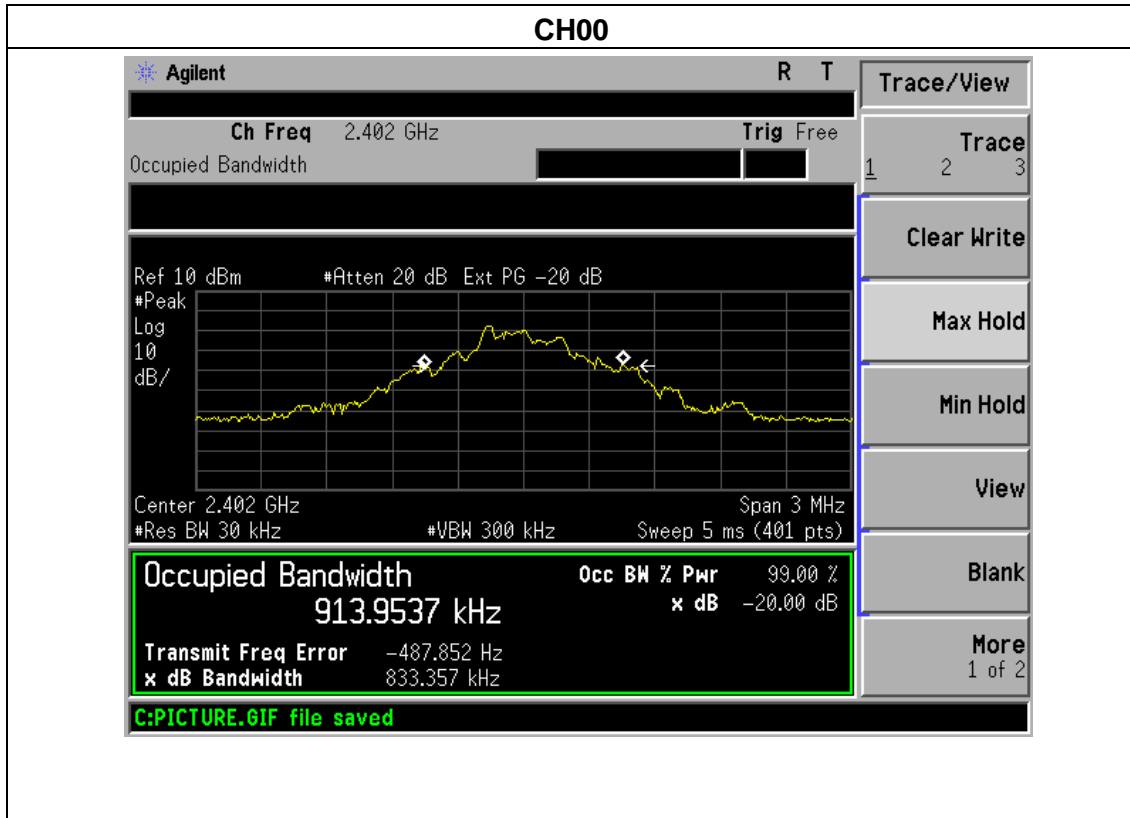 CH00
Agilent R T
Ch Freq 2.402 GHz Trig Free
Occupied Bandwidth
Ref 10 dBm #Atten 20 dB Ext PG −20 dB
#Peak
Log
10
dB/
Center 2.402 GHz Span 3 MHz
#Res BW 30 kHz #VBW 300 kHz Sweep 5 ms (401 pts)
Occupied Bandwidth Occ BW % Pwr 99.00 %
913.9537 kHz x dB −20.00 dB
Transmit Freq Error −487.852 Hz
x dB Bandwidth 833.357 kHz
C:PICTURE.GIF file saved
Trace/View
Trace
1 2 3
Clear Write
Max Hold
Min Hold
View
Blank
More
1 of 2